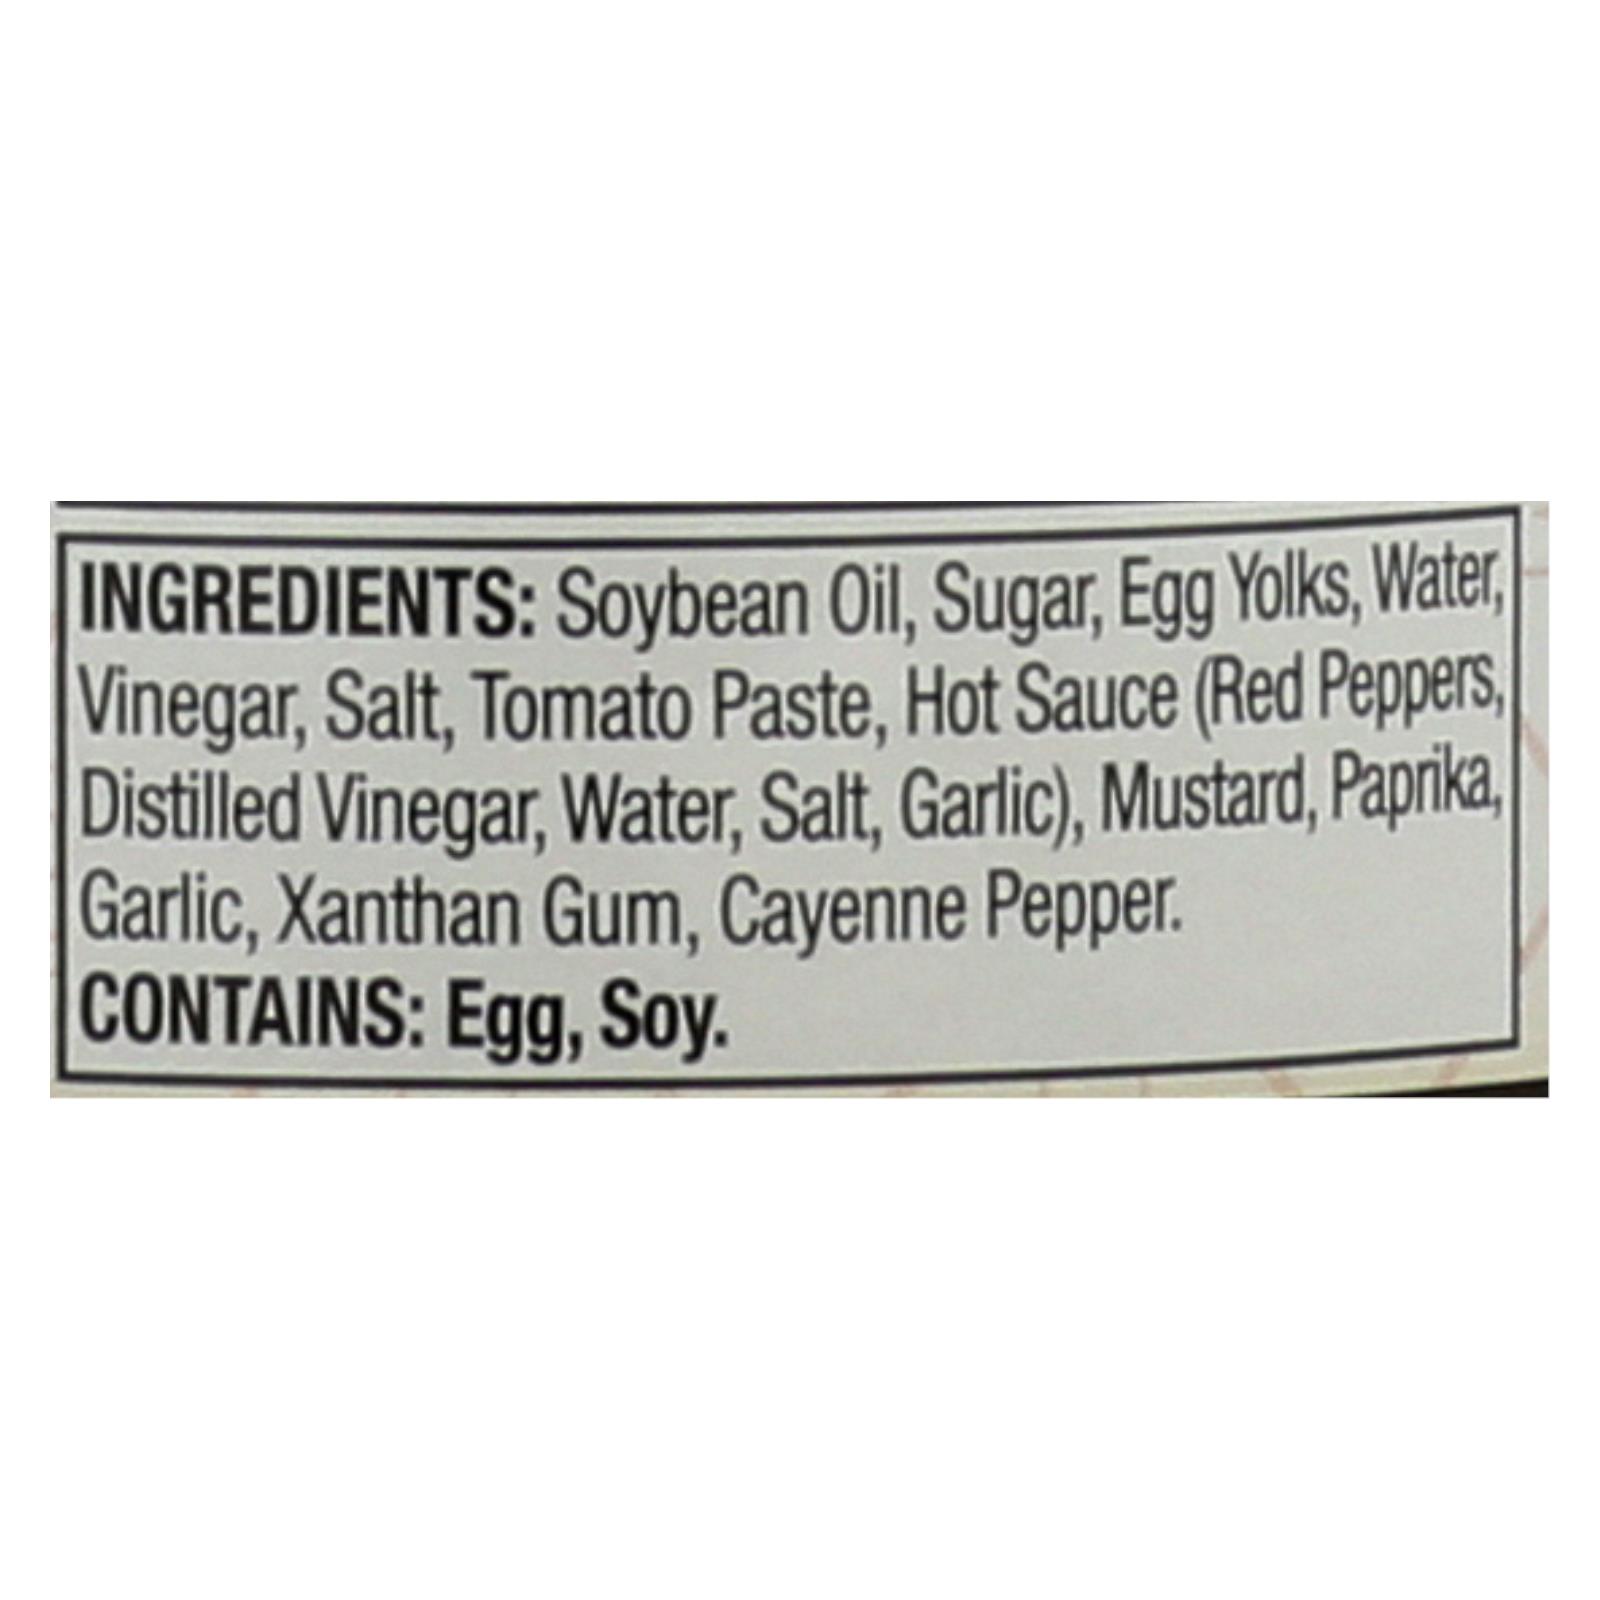 INGREDIENTS: Soybean Oil, Sugar, Egg Yolks, Water,
Vinegar, Salt, Tomato Paste, Hot Sauce (Red Peppers,
Distilled Vinegar, Water, Salt, Garlic), Mustard, Paprika,
Garlic, Xanthan Gum, Cayenne Pepper.
CONTAINS: Egg, Soy.